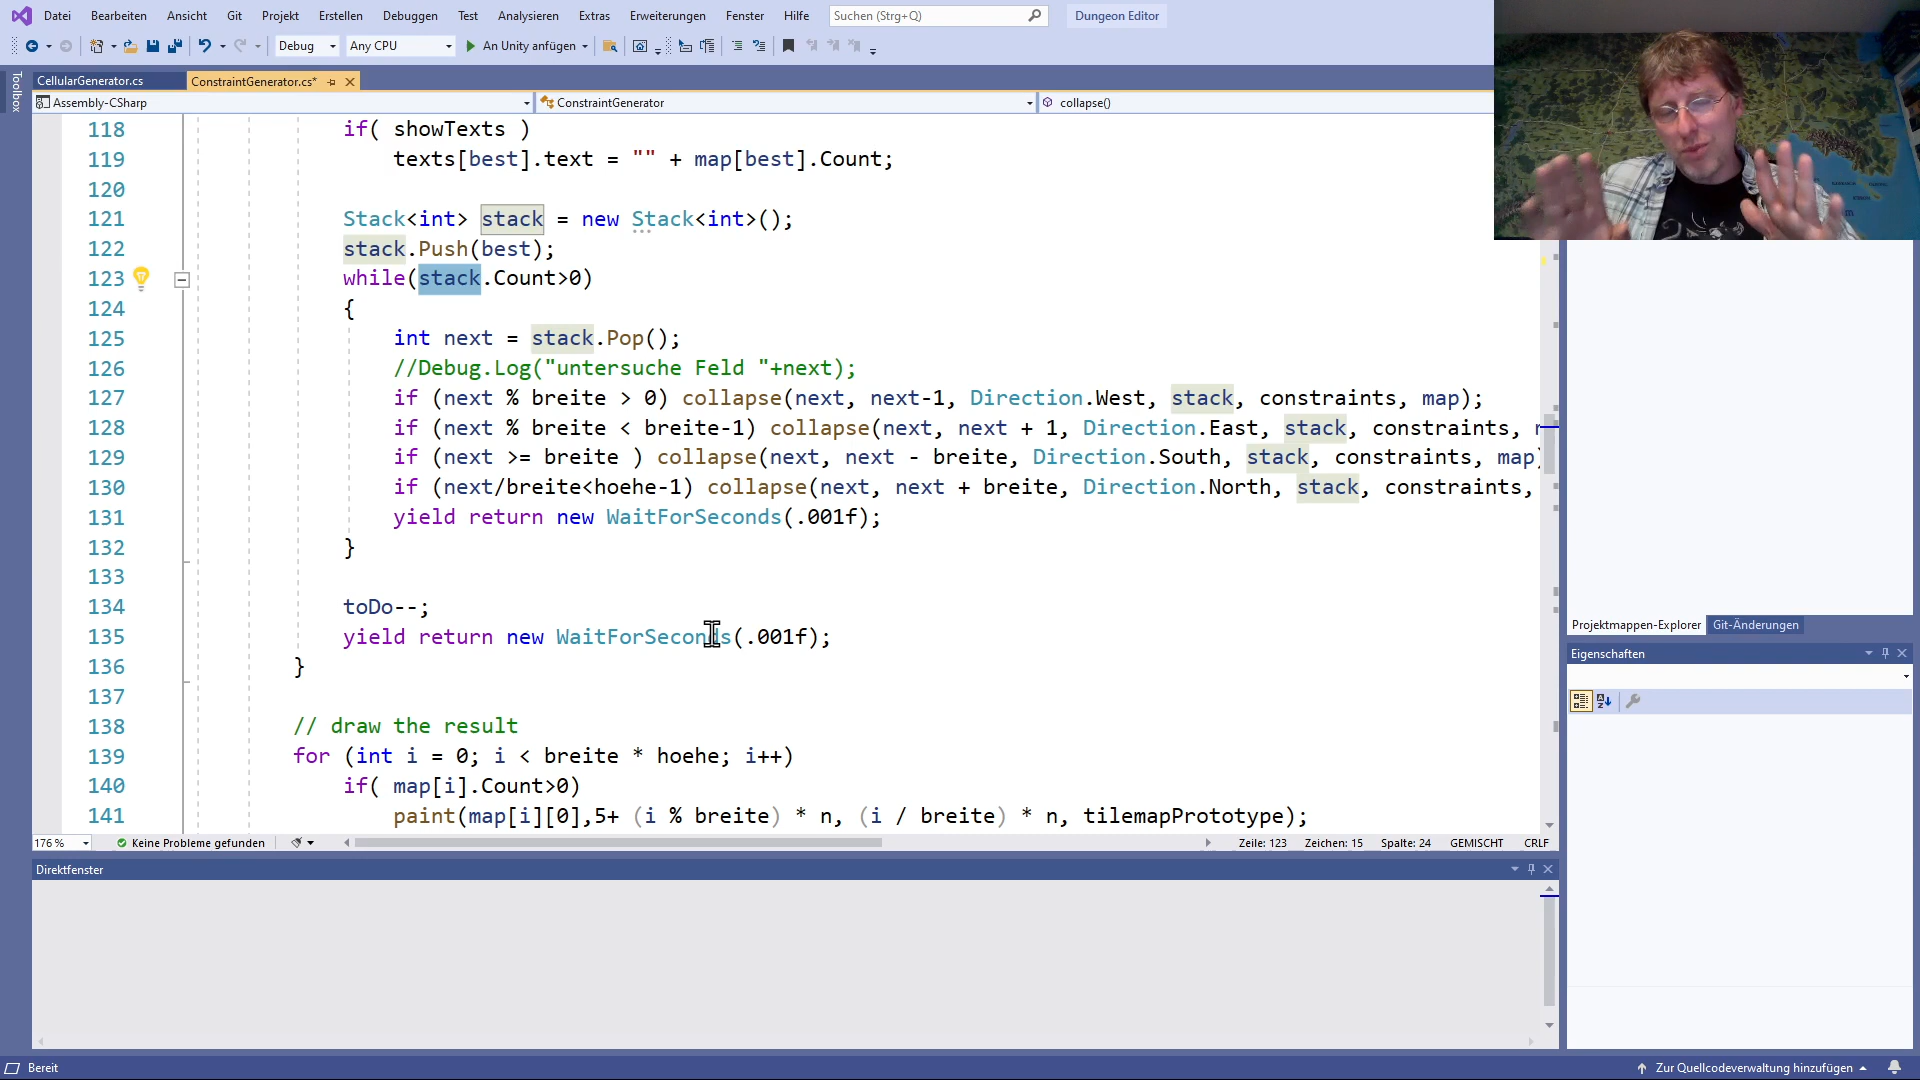 Datei Bearbeiten Ansicht Git Projekt Erstellen Debuggen Test Analysieren Extras Erweiterungen Fenster Hilfe Suchen (Strg+Q) Dungeon Editor
Debug Any CPU An Unity anfügen
Toolbox
CellularGenerator.cs ConstraintGenerator.cs*
Assembly-CSharp ConstraintGenerator collapse()
118 if( showTexts )
119 texts[best].text = "" + map[best].Count;
120
121 Stack<int> stack = new Stack<int>();
122 stack.Push(best);
123 while(stack.Count>0)
124 {
125 int next = stack.Pop();
126 //Debug.Log("untersuche Feld "+next);
127 if (next % breite > 0) collapse(next, next-1, Direction.West, stack, constraints, map);
128 if (next % breite < breite-1) collapse(next, next + 1, Direction.East, stack, constraints,
129 if (next >= breite ) collapse(next, next - breite, Direction.South, stack, constraints, map)
130 if (next/breite<hoehe-1) collapse(next, next + breite, Direction.North, stack, constraints,
131 yield return new WaitForSeconds(.001f);
132 }
133
134 toDo--;
135 yield return new WaitForSeconds(.001f);
136 }
137
138 // draw the result
139 for (int i = 0; i < breite * hoehe; i++)
140 if( map[i].Count>0)
141 paint(map[i][0],5+ (i % breite) * n, (i / breite) * n, tilemapPrototype);
176 % Keine Probleme gefunden Zeile: 123 Zeichen: 15 Spalte: 24 GEMISCHT CRLF
Direktfenster
Projektmappen-Explorer Git-Änderungen
Eigenschaften
Bereit Zur Quellcodeverwaltung hinzufügen